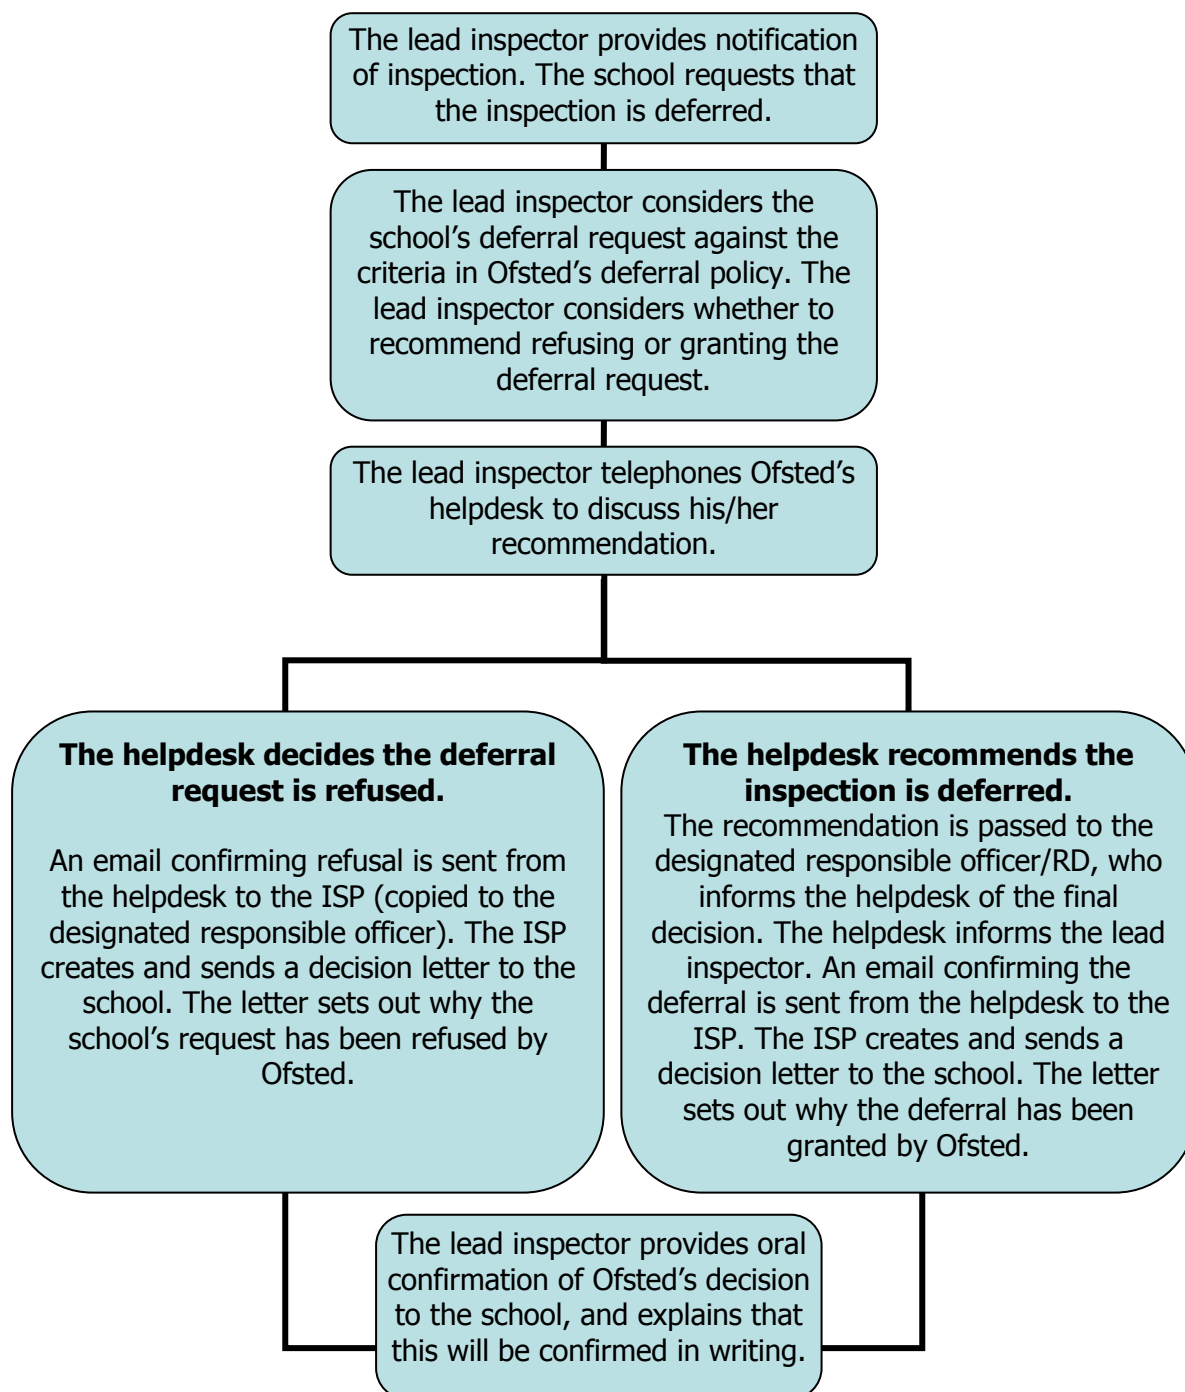 The lead inspector provides notification
of inspection. The school requests that
the inspection is deferred.
The lead inspector considers the
school’s deferral request against the
criteria in Ofsted’s deferral policy. The
lead inspector considers whether to
recommend refusing or granting the
deferral request.
The lead inspector telephones Ofsted’s
helpdesk to discuss his/her
recommendation.
The helpdesk decides the deferral
request is refused.
An email confirming refusal is sent from
the helpdesk to the ISP (copied to the
designated responsible officer). The ISP
creates and sends a decision letter to the
school. The letter sets out why the
school’s request has been refused by
Ofsted.
The helpdesk recommends the
inspection is deferred.
The recommendation is passed to the
designated responsible officer/RD, who
informs the helpdesk of the final
decision. The helpdesk informs the lead
inspector. An email confirming the
deferral is sent from the helpdesk to the
ISP. The ISP creates and sends a
decision letter to the school. The letter
sets out why the deferral has been
granted by Ofsted.
The lead inspector provides oral
confirmation of Ofsted’s decision
to the school, and explains that
this will be confirmed in writing.